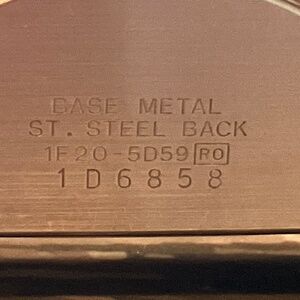 BASE METAL
ST. STEEL BACK
1F20-5D59 RO
1D6858